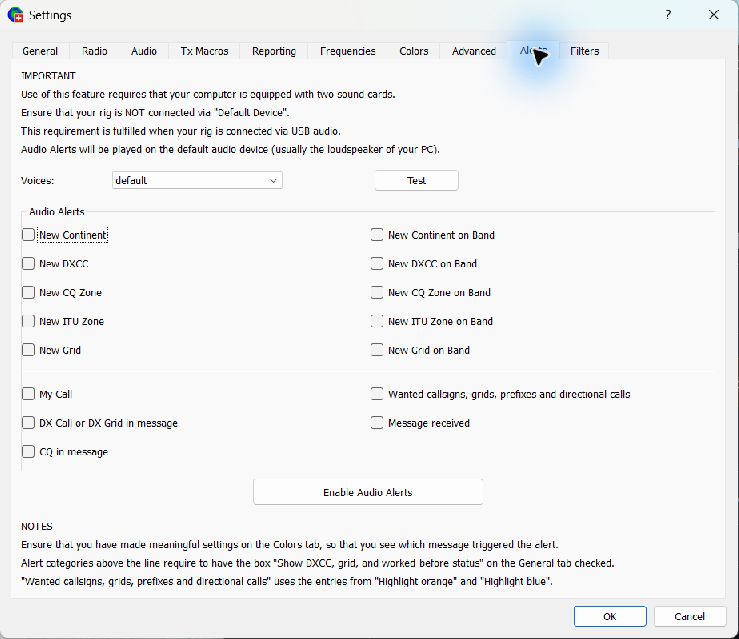 Settings
General Radio Audio Tx Macros Reporting Frequencies Colors Advanced Alerts Filters
IMPORTANT
Use of this feature requires that your computer is equipped with two sound cards.
Ensure that your rig is NOT connected via "Default Device".
This requirement is fulfilled when your rig is connected via USB audio.
Audio Alerts will be played on the default audio device (usually the loudspeaker of your PC).
Voices: default Test
Audio Alerts
New Continent New Continent on Band
New DXCC New DXCC on Band
New CQ Zone New CQ Zone on Band
New ITU Zone New ITU Zone on Band
New Grid New Grid on Band
My Call Wanted callsigns, grids, prefixes and directional calls
DX Call or DX Grid in message Message received
CQ in message
Enable Audio Alerts
NOTES
Ensure that you have made meaningful settings on the Colors tab, so that you see which message triggered the alert.
Alert categories above the line require to have the box "Show DXCC, grid, and worked before status" on the General tab checked.
"Wanted callsigns, grids, prefixes and directional calls" uses the entries from "Highlight orange" and "Highlight blue".
OK Cancel